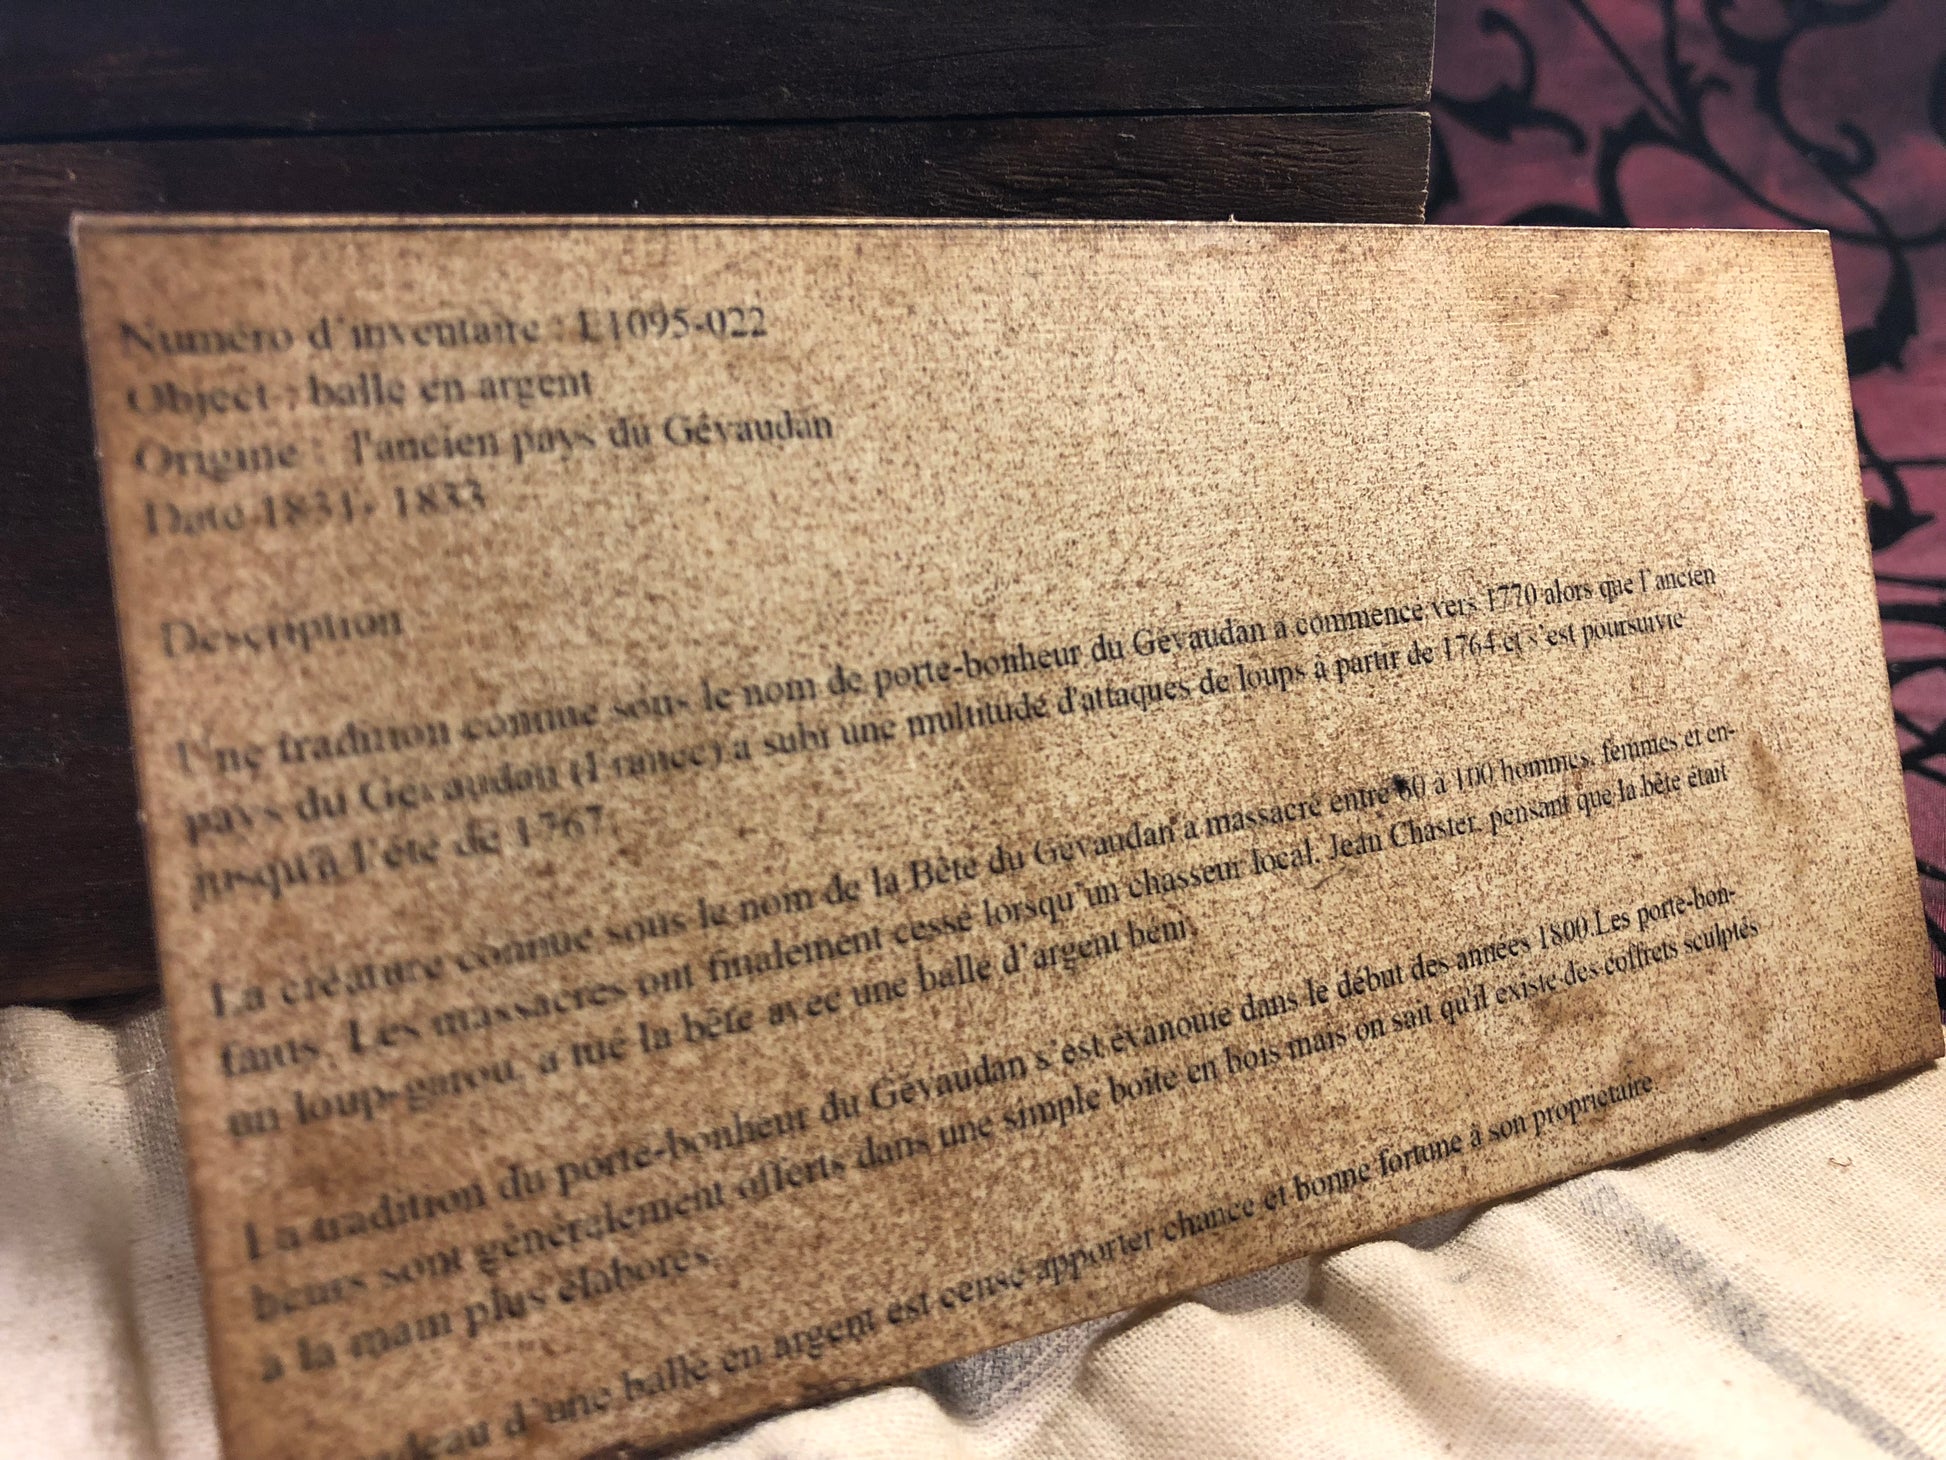 Numéro d'inventaire : E1095-022
Object : balle en argent
Origine : l'ancien pays du Gévaudan
Date 1831- 1833
Description
Une tradition connue sous le nom de porte-bonheur du Gévaudan a commencé vers 1770 alors que l'ancien
pays du Gévaudan (France) a subi une multitude d'attaques de loups à partir de 1764 et s'est poursuivie
jusqu'à l'été de 1767.
La créature connue sous le nom de la Bête du Gévaudan a massacré entre 60 à 100 hommes, femmes et en-
fants. Les massacres ont finalement cessé lorsqu'un chasseur local, Jean Chaster, pensant que la bête était
un loup-garou, a tué la bête avec une balle d'argent béni.
La tradition du porte-bonheur du Gévaudan s'est évanouie dans le début des années 1800.Les porte-bon-
heurs sont généralement offerts dans une simple boîte en bois mais on sait qu'il existe des coffrets sculptés
à la main plus élaborés.
d'une balle en argent est censé apporter chance et bonne fortune à son propriétaire.